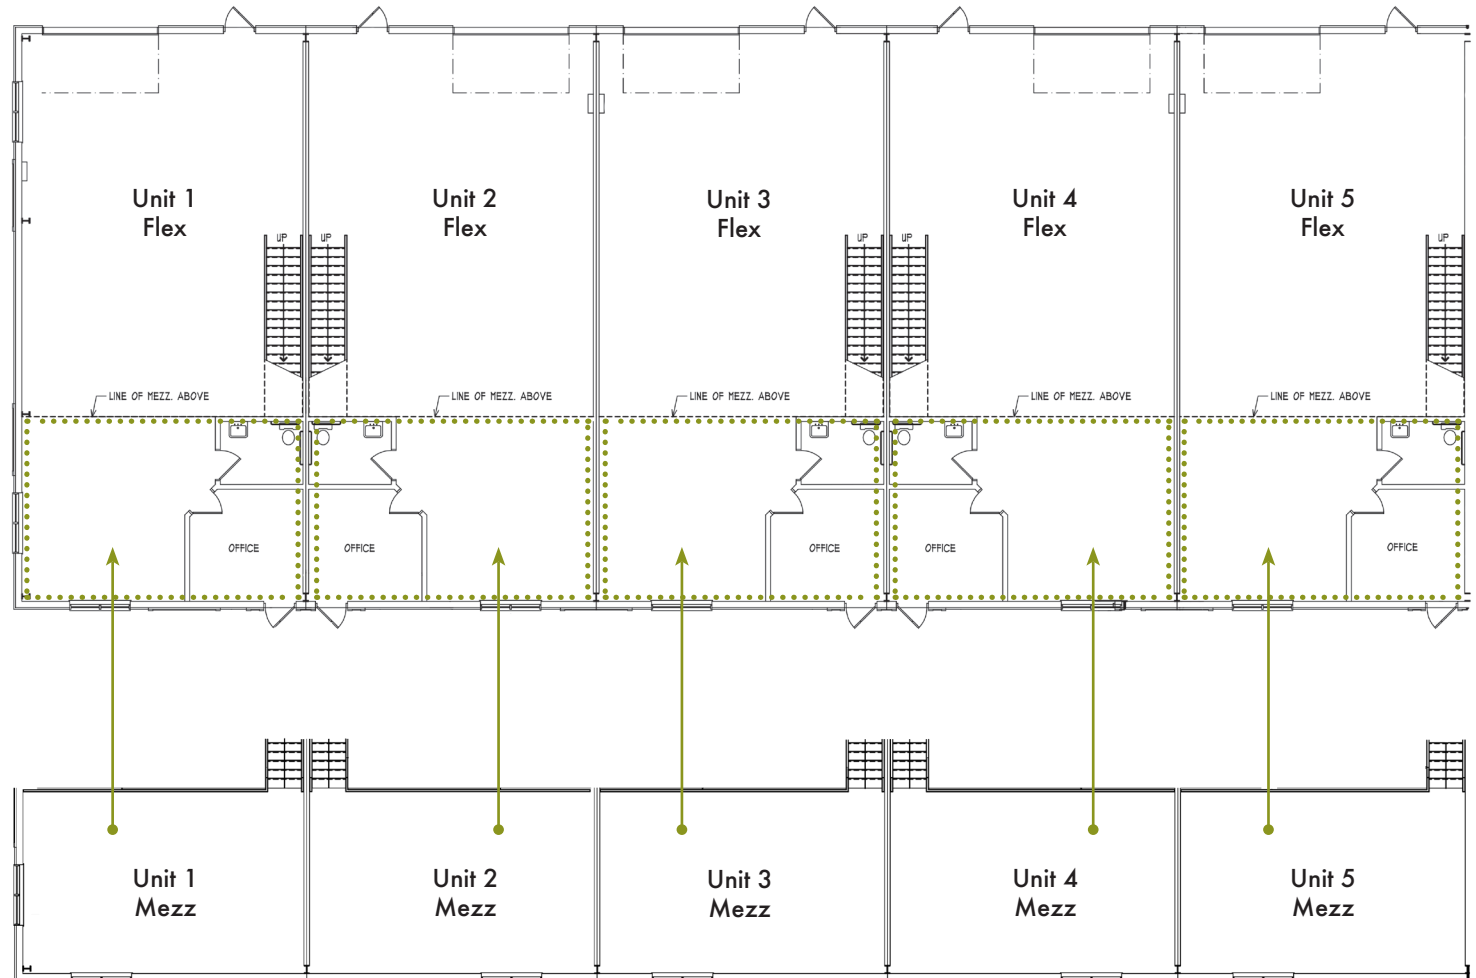 Unit 1
Flex
Unit 2
Flex
Unit 3
Flex
Unit 4
Flex
Unit 5
Flex
UP
UP
UP
UP
UP
LINE OF MEZZ. ABOVE
LINE OF MEZZ. ABOVE
LINE OF MEZZ. ABOVE
LINE OF MEZZ. ABOVE
LINE OF MEZZ. ABOVE
OFFICE
OFFICE
OFFICE
OFFICE
OFFICE
Unit 1
Mezz
Unit 2
Mezz
Unit 3
Mezz
Unit 4
Mezz
Unit 5
Mezz